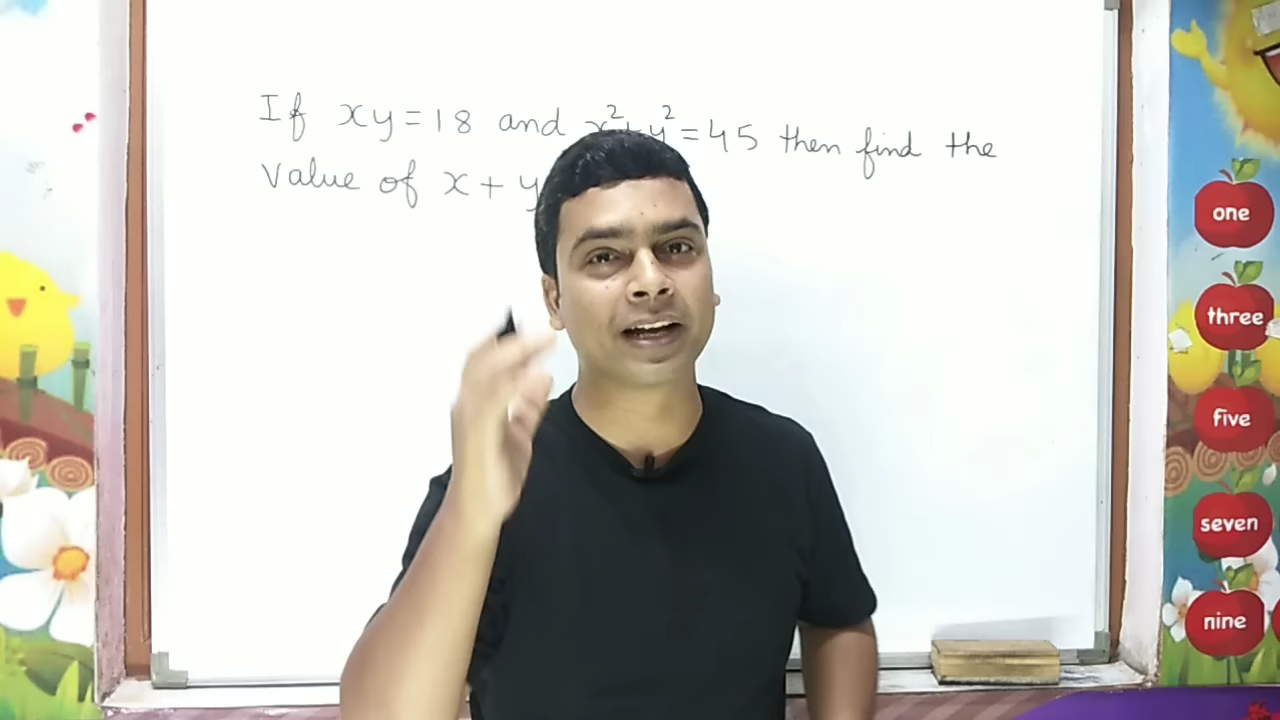 If xy = 18 and x² + y² = 45 then find the
value of x + y
one
three
five
seven
nine